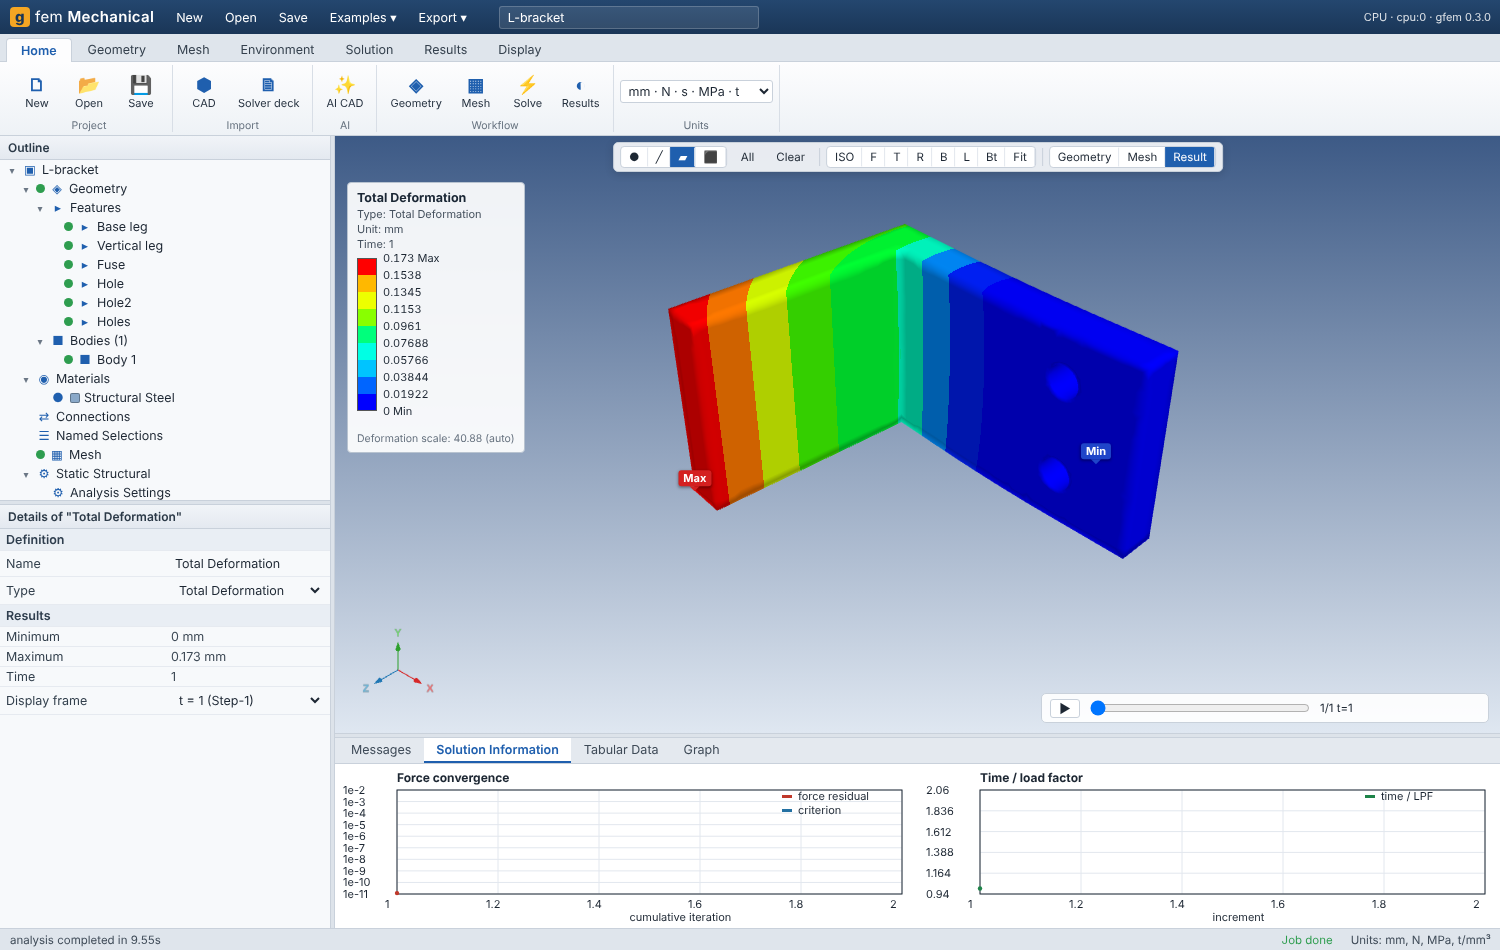 g fem Mechanical New Open Save Examples ▾ Export ▾ L-bracket CPU · cpu:0 · gfem 0.3.0
Home Geometry Mesh Environment Solution Results Display
New Open Save CAD Solver deck AI CAD Geometry Mesh Solve Results mm · N · s · MPa · t
Project Import AI Workflow Units
Outline
L-bracket
Geometry
Features
Base leg
Vertical leg
Fuse
Hole
Hole2
Holes
Bodies (1)
Body 1
Materials
Structural Steel
Connections
Named Selections
Mesh
Static Structural
Analysis Settings
Details of "Total Deformation"
Definition
Name Total Deformation
Type Total Deformation
Results
Minimum 0 mm
Maximum 0.173 mm
Time 1
Display frame t = 1 (Step-1)
All Clear ISO F T R B L Bt Fit Geometry Mesh Result
Total Deformation
Type: Total Deformation
Unit: mm
Time: 1
0.173 Max
0.1538
0.1345
0.1153
0.0961
0.07688
0.05766
0.03844
0.01922
0 Min
Deformation scale: 40.88 (auto)
Max
Min
Y
Z
X
1/1 t=1
Messages Solution Information Tabular Data Graph
Force convergence
1e-2
1e-3
1e-4
1e-5
1e-6
1e-7
1e-8
1e-9
1e-10
1e-11
force residual
criterion
1 1.2 1.4 1.6 1.8 2
cumulative iteration
Time / load factor
2.06
1.836
1.612
1.388
1.164
0.94
time / LPF
1 1.2 1.4 1.6 1.8 2
increment
analysis completed in 9.55s Job done Units: mm, N, MPa, t/mm³